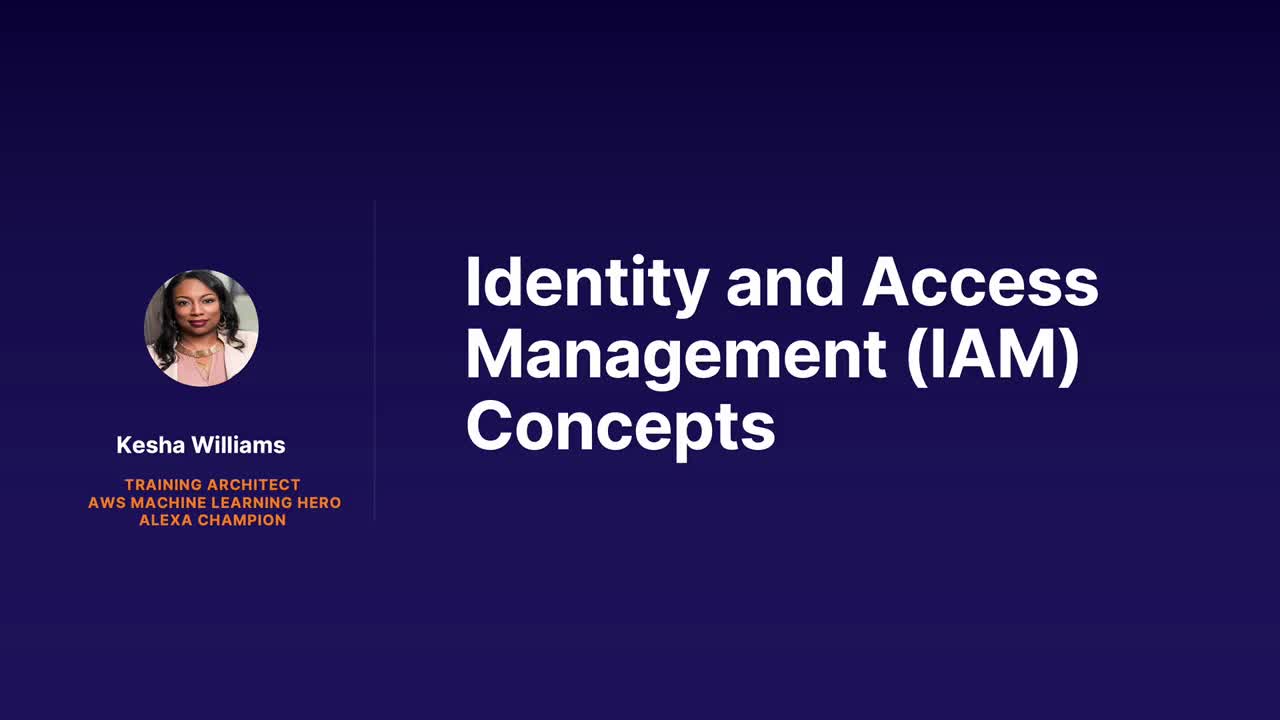 Kesha Williams
TRAINING ARCHITECT
AWS MACHINE LEARNING HERO
ALEXA CHAMPION
Identity and Access
Management (IAM)
Concepts